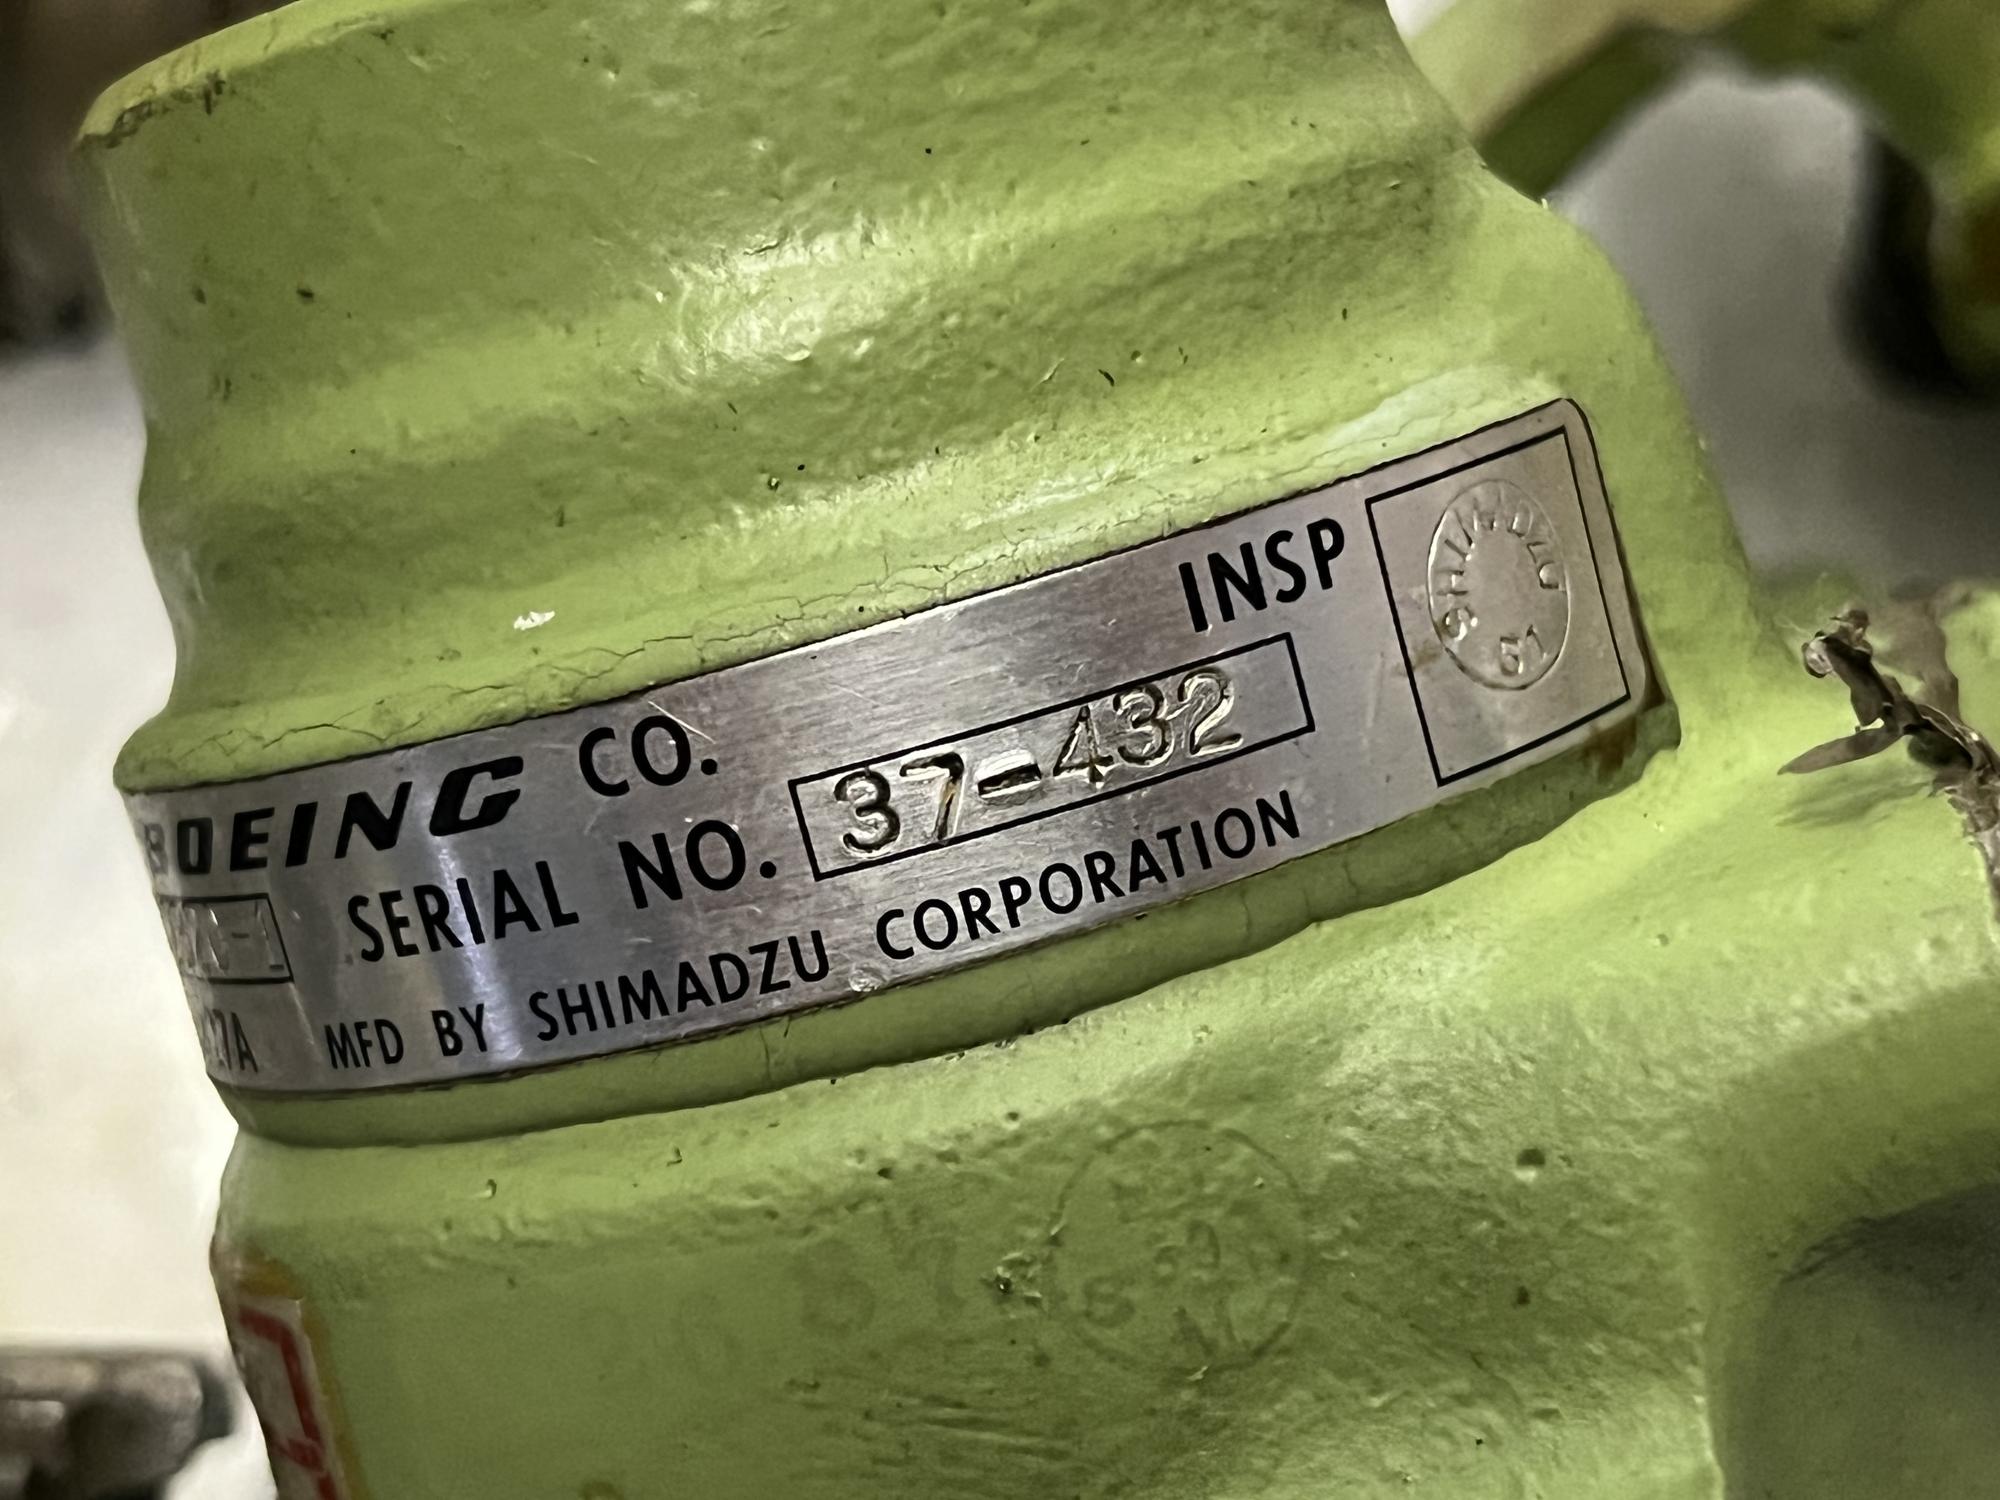 BOEING CO.
INSP
SERIAL NO. 37-432
MFD BY SHIMADZU CORPORATION
SHIMADZU
51